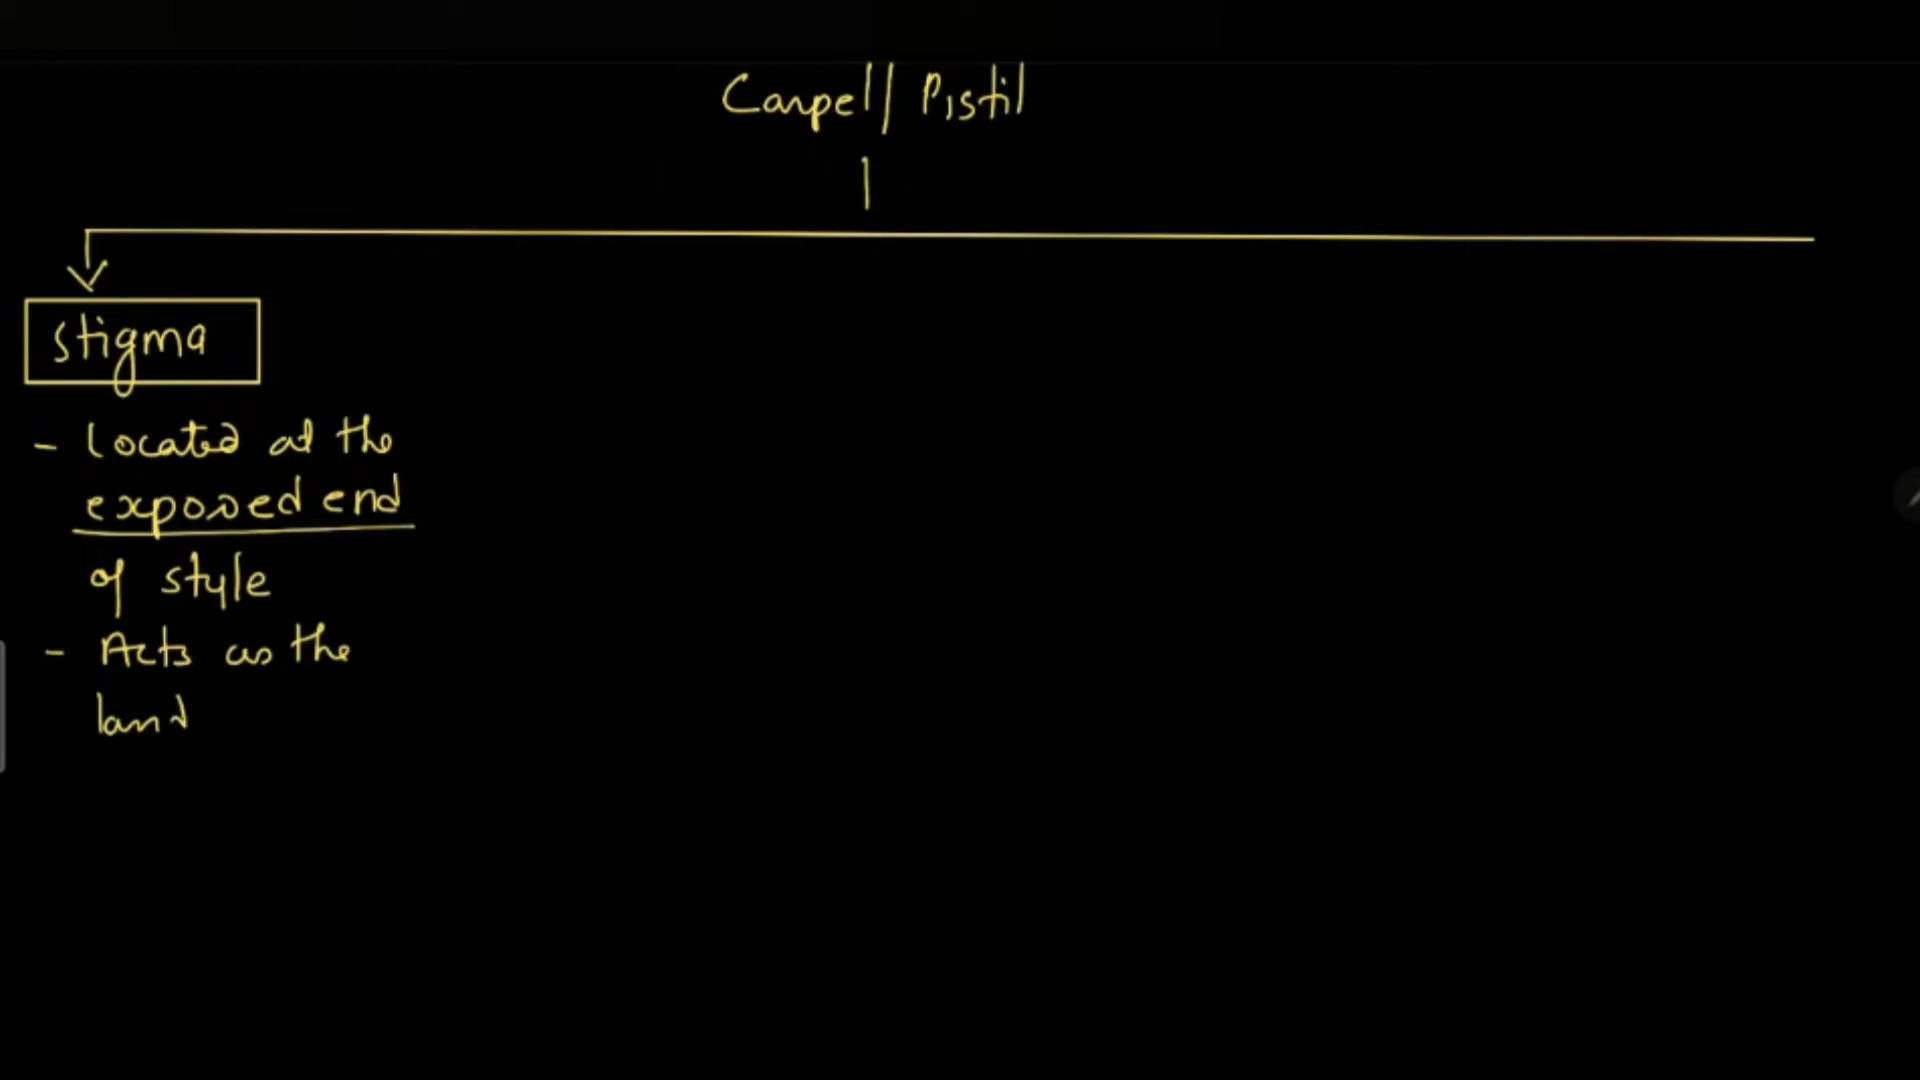 Carpel/ Pistil
Stigma
- Located at the
exposed end
of style
- Acts as the
land